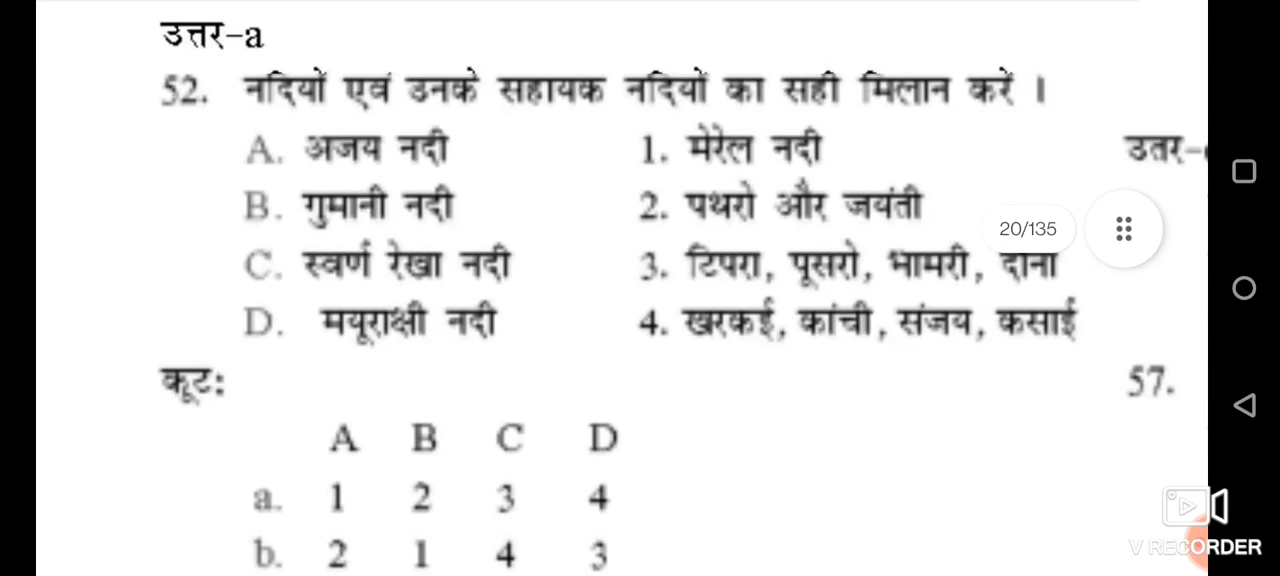 उत्तर-a
52. नदियों एवं उनके सहायक नदियों का सही मिलान करें ।
A. अजय नदी 1. मेरेल नदी
उतर-
B. गुमानी नदी 2. पथरो और जयंती
20/135
C. स्वर्ण रेखा नदी 3. टिपरा, पूसरो, भामरी, दाना
D. मयूराक्षी नदी 4. खरकई, कांची, संजय, कसाई
कूट:
57.
A B C D
a. 1 2 3 4
b. 2 1 4 3
V RECORDER